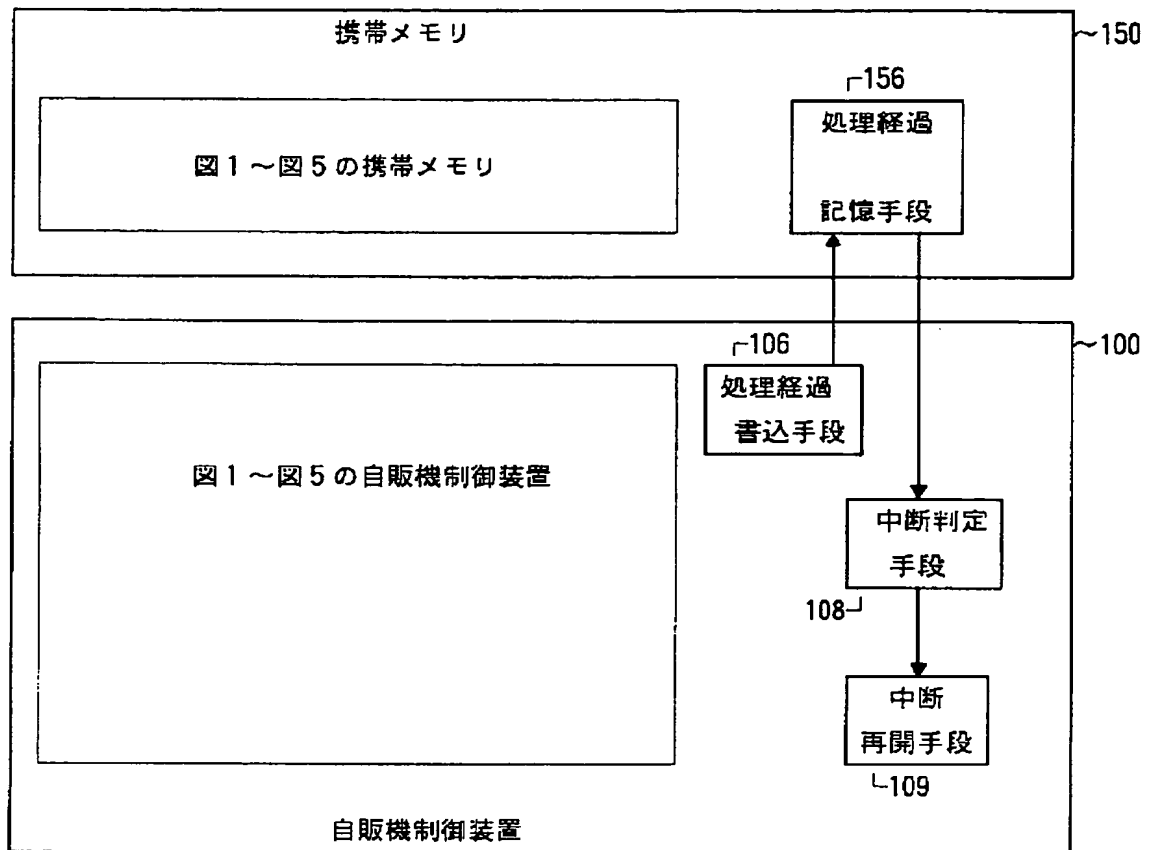 携帯メモリ
~150
156
処理経過
記憶手段
図1~図5の携帯メモリ
~100
106
処理経過
書込手段
図1~図5の自販機制御装置
中断判定
手段
108
中断
再開手段
109
自販機制御装置